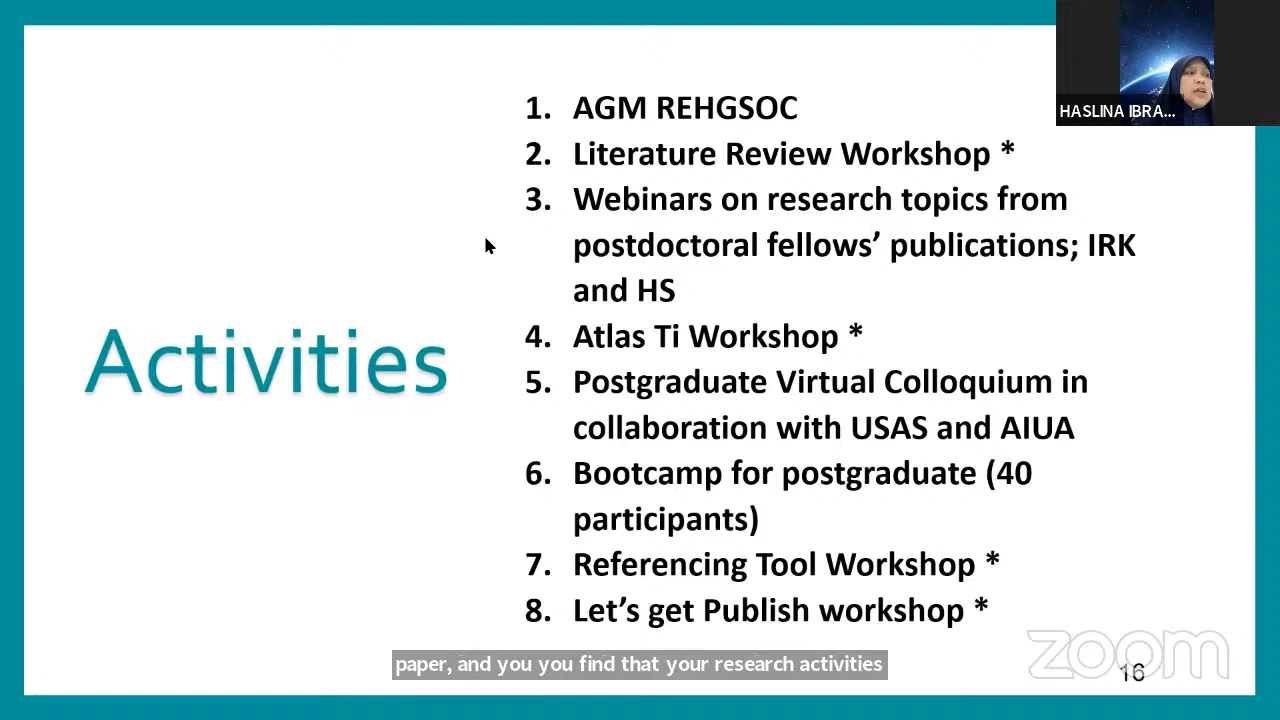 HASLINA IBRA...
Activities
1. AGM REHGSOC
2. Literature Review Workshop *
3. Webinars on research topics from
postdoctoral fellows’ publications; IRK
and HS
4. Atlas Ti Workshop *
5. Postgraduate Virtual Colloquium in
collaboration with USAS and AIUA
6. Bootcamp for postgraduate (40
participants)
7. Referencing Tool Workshop *
8. Let’s get Publish workshop *
paper, and you you find that your research activities
zoom
16